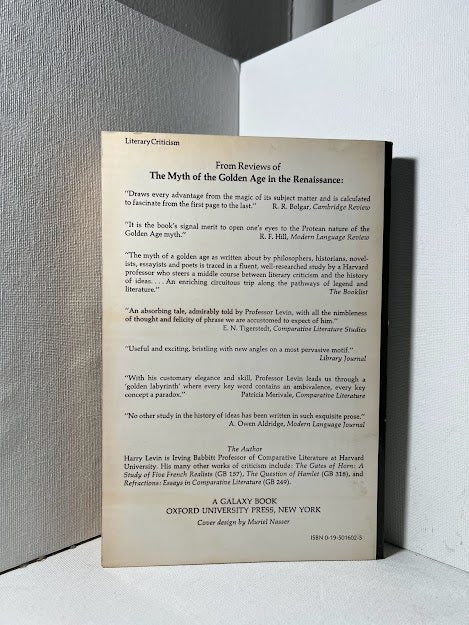 Literary Criticism
From Reviews of
The Myth of the Golden Age in the Renaissance:
"Draws every advantage from the magic of its subject matter and is calculated
to fascinate from the first page to the last." R. R. Bolgar, Cambridge Review
"It is the book's signal merit to open one's eyes to the Protean nature of the
Golden Age myth." R. F. Hill, Modern Language Review
"The myth of a golden age as written about by philosophers, historians, novel-
ists, essayists and poets is traced in a fluent, well-researched study by a Harvard
professor who steers a middle course between literary criticism and the history
of ideas. . . . An enriching circuitous trip along the pathways of legend and
literature." The Booklist
"An absorbing tale, admirably told by Professor Levin, with all the nimbleness
of thought and felicity of phrase we are accustomed to expect of him."
E. N. Tigerstedt, Comparative Literature Studies
"Useful and exciting, bristling with new angles on a most pervasive motif."
Library Journal
"With his customary elegance and skill, Professor Levin leads us through a
'golden labyrinth' where every key word contains an ambivalence, every key
concept a paradox." Patricia Merivale, Comparative Literature
"No other study in the history of ideas has been written in such exquisite prose."
A. Owen Aldridge, Modern Language Journal
The Author
Harry Levin is Irving Babbitt Professor of Comparative Literature at Harvard
University. His many other works of criticism include: The Gates of Horn: A
Study of Five French Realists (GB 157), The Question of Hamlet (GB 318), and
Refractions: Essays in Comparative Literature (GB 249).
A GALAXY BOOK
OXFORD UNIVERSITY PRESS, NEW YORK
Cover design by Muriel Nasser
ISBN 0-19-501602-5